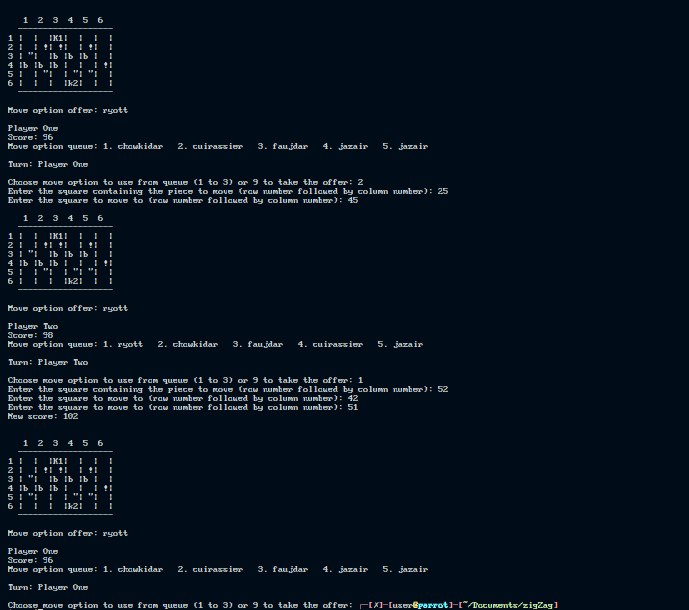 1 2 3 4 5 6
-------------------
1 |  |  |K1|  |  |  |
2 |  | !| !|  | !|  |
3 | "|  |b |b |b |  |
4 |b |b |b |  |  | !|
5 |  | "|  | "| "|  |
6 |  |  |  |k2|  |  |
-------------------
Move option offer: ryott
Player One
Score: 96
Move option queue: 1. chowkidar   2. cuirassier   3. faujdar   4. jazair   5. jazair
Turn: Player One
Choose move option to use from queue (1 to 3) or 9 to take the offer: 2
Enter the square containing the piece to move (row number followed by column number): 25
Enter the square to move to (row number followed by column number): 45
1 2 3 4 5 6
-------------------
1 |  |  |K1|  |  |  |
2 |  | !| !|  | !|  |
3 | "|  |b |b |b |  |
4 |b |b |b |  |  | !|
5 |  | "|  | "| "|  |
6 |  |  |  |k2|  |  |
-------------------
Move option offer: ryott
Player Two
Score: 98
Move option queue: 1. ryott   2. chowkidar   3. faujdar   4. cuirassier   5. jazair
Turn: Player Two
Choose move option to use from queue (1 to 3) or 9 to take the offer: 1
Enter the square containing the piece to move (row number followed by column number): 52
Enter the square to move to (row number followed by column number): 42
Enter the square to move to (row number followed by column number): 51
New score: 102
1 2 3 4 5 6
-------------------
1 |  |  |K1|  |  |  |
2 |  | !| !|  | !|  |
3 | "|  |b |b |b |  |
4 |b |b |b |  |  | !|
5 | "|  |  | "| "|  |
6 |  |  |  |k2|  |  |
-------------------
Move option offer: ryott
Player One
Score: 96
Move option queue: 1. chowkidar   2. cuirassier   3. faujdar   4. jazair   5. jazair
Turn: Player One
Choose move option to use from queue (1 to 3) or 9 to take the offer: ┌─[✗]─[user@parrot]─[~/Documents/zigZag]